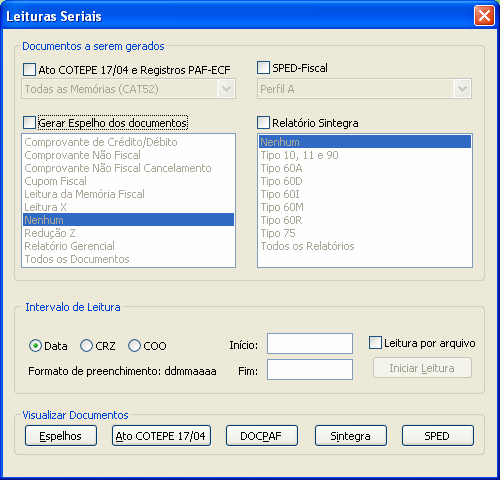 Leituras Seriais
Documentos a serem gerados
Ato COTEPE 17/04 e Registros PAF-ECF
Todas as Memórias (CAT52)
SPED-Fiscal
Perfil A
Gerar Espelho dos documentos
Comprovante de Crédito/Débito
Comprovante Não Fiscal
Comprovante Não Fiscal Cancelamento
Cupom Fiscal
Leitura da Memória Fiscal
Leitura X
Nenhum
Redução Z
Relatório Gerencial
Todos os Documentos
Relatório Sintegra
Nenhum
Tipo 10, 11 e 90
Tipo 60A
Tipo 60D
Tipo 60I
Tipo 60M
Tipo 60R
Tipo 75
Todos os Relatórios
Intervalo de Leitura
Data CRZ COO
Início:
Leitura por arquivo
Formato de preenchimento: ddmmaaaa
Fim:
Iniciar Leitura
Visualizar Documentos
Espelhos Ato COTEPE 17/04 DOCPAF Sintegra SPED